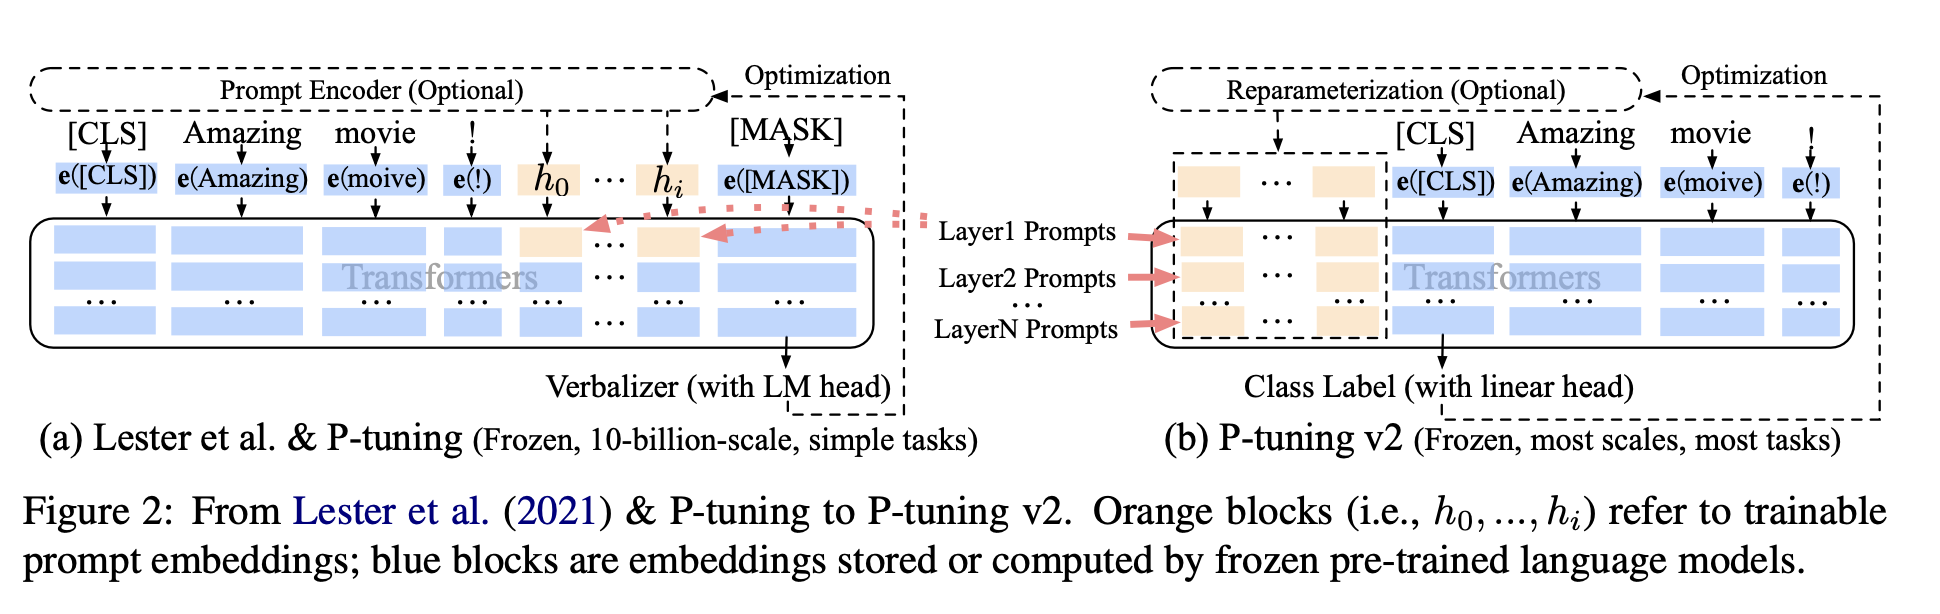 Prompt Encoder (Optional)
Optimization
[CLS] Amazing movie ! [MASK]
e([CLS]) e(Amazing) e(moive) e(!) h0 ... hi e([MASK])
...
Transformers ...
... ... ... ... ... ... ...
...
Verbalizer (with LM head)
(a) Lester et al. & P-tuning (Frozen, 10-billion-scale, simple tasks)
Layer1 Prompts
Layer2 Prompts
...
LayerN Prompts
Reparameterization (Optional)
Optimization
[CLS] Amazing movie !
... e([CLS]) e(Amazing) e(moive) e(!)
...
... Transformers
... ... ... ... ... ...
...
Class Label (with linear head)
(b) P-tuning v2 (Frozen, most scales, most tasks)
Figure 2: From Lester et al. (2021) & P-tuning to P-tuning v2. Orange blocks (i.e., h0, ..., hi) refer to trainable
prompt embeddings; blue blocks are embeddings stored or computed by frozen pre-trained language models.